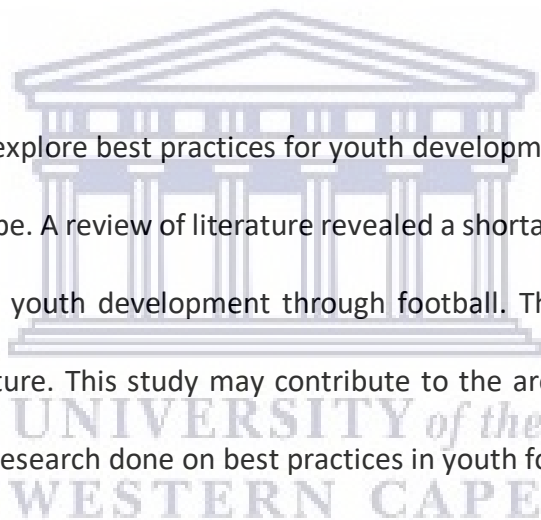 explore best practices for youth developm
pe. A review of literature revealed a shorta
youth development through football. Th
ture. This study may contribute to the ar
UNIVERSITY of the
esearch done on best practices in youth fo
WESTERN CAPE